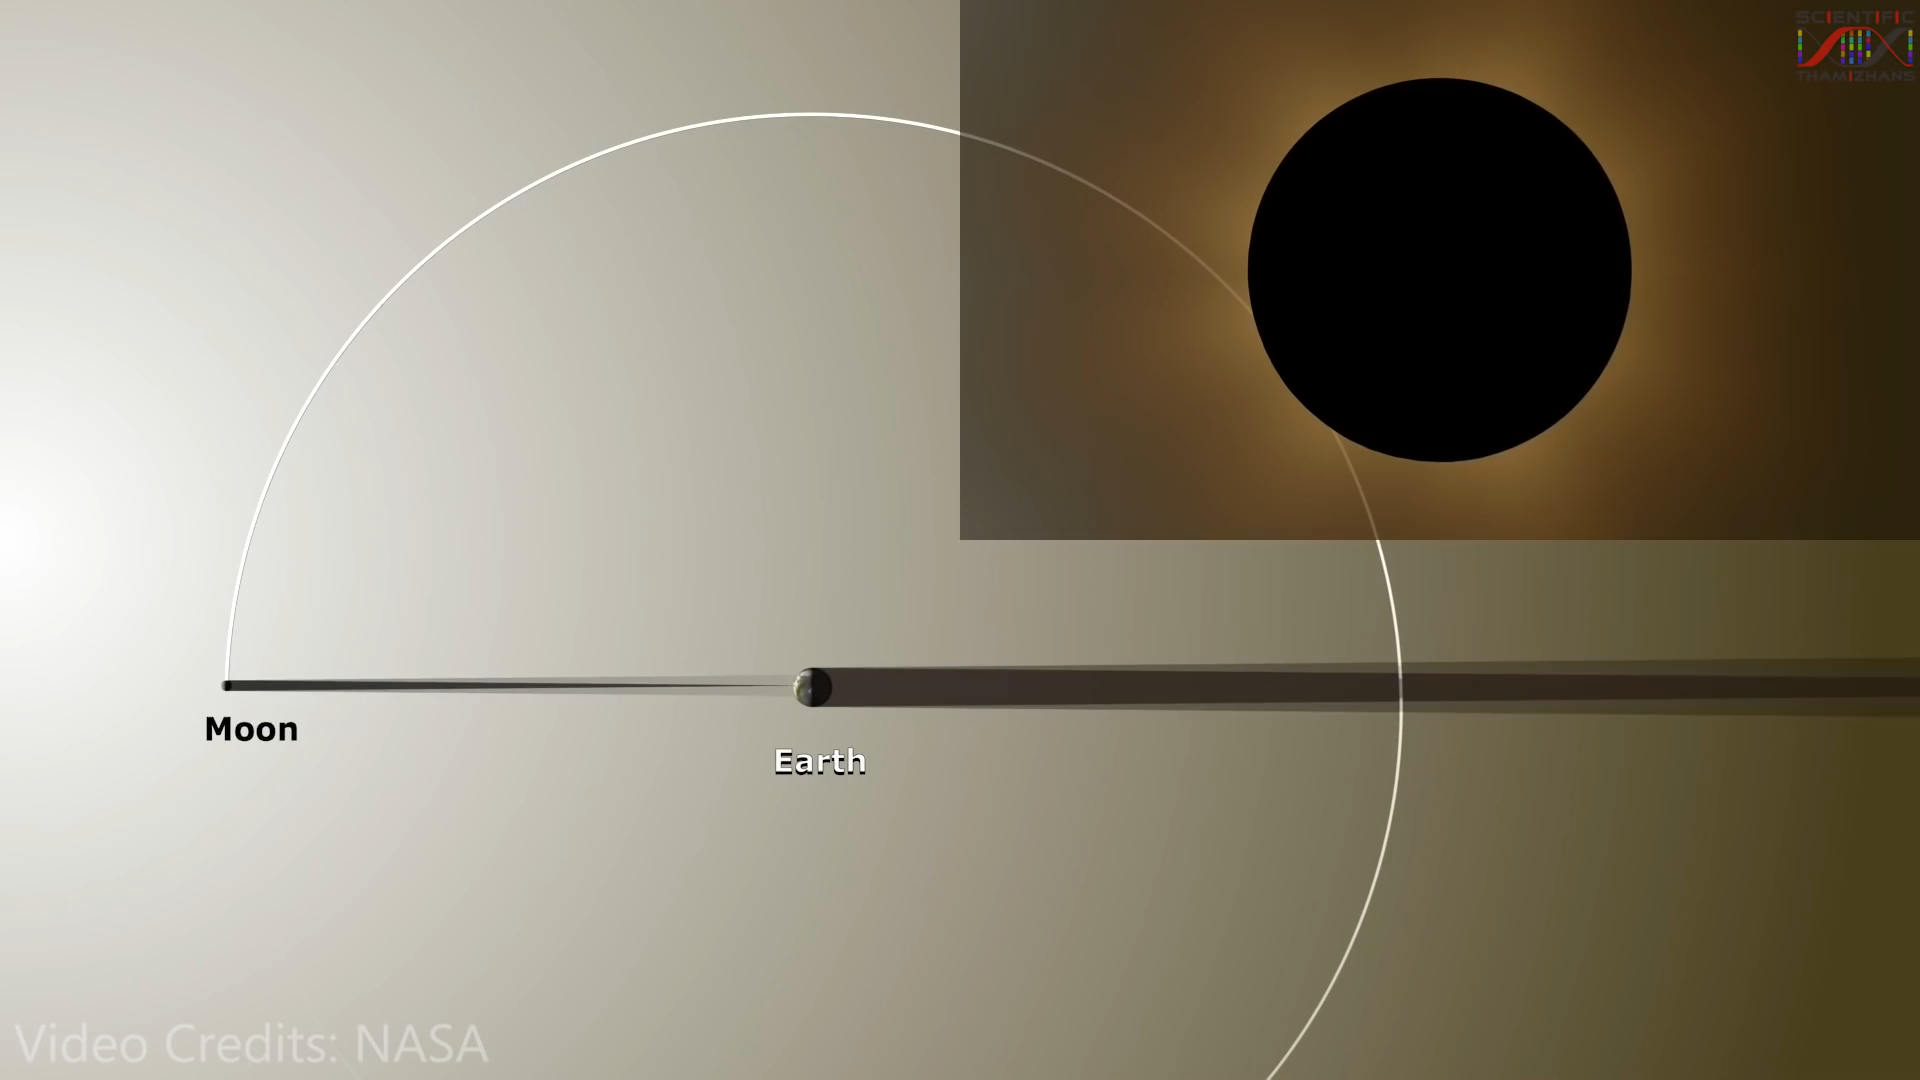 SCIENTIFIC
THAMIZHANS
Moon
Earth
Video Credits: NASA